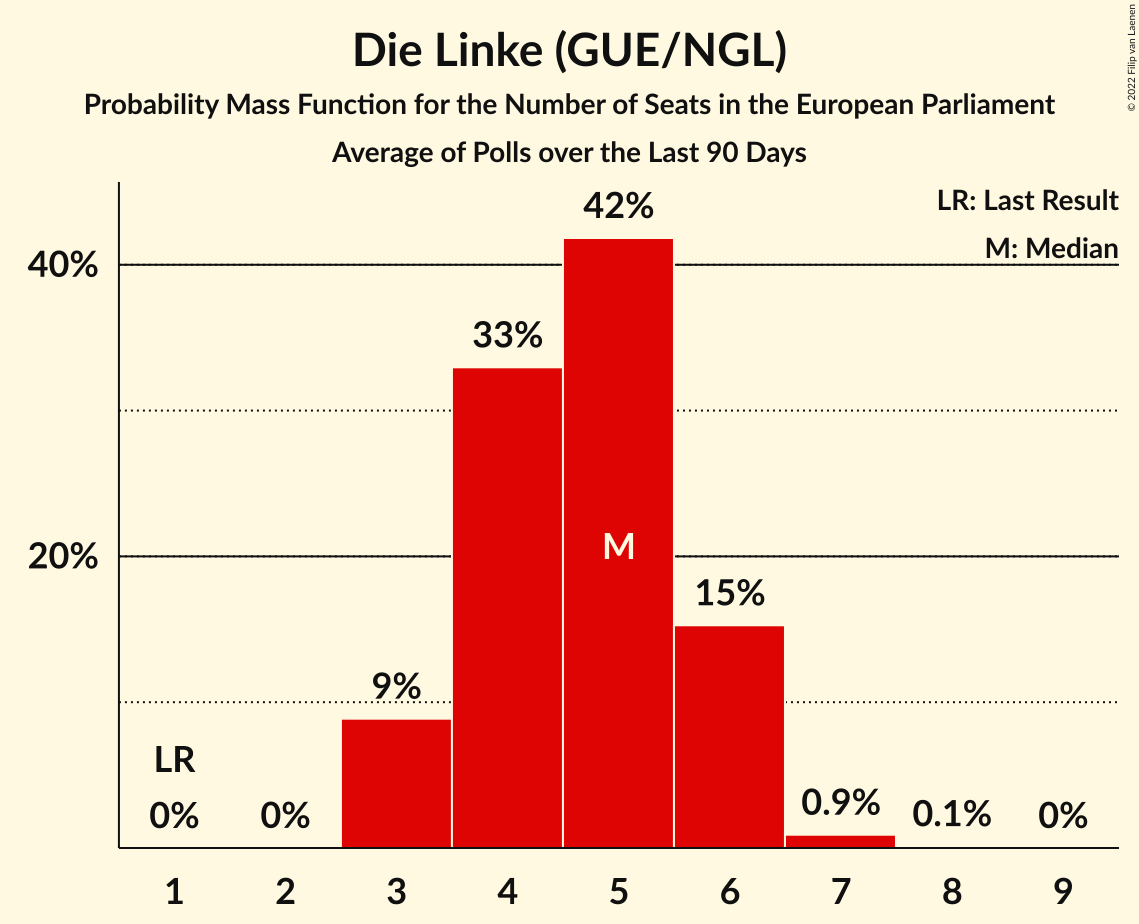 Die Linke (GUE/NGL)
Probability Mass Function for the Number of Seats in the European Parliament
Average of Polls over the Last 90 Days
© 2022 Filip van Laenen
LR: Last Result
M: Median
42%
40%
33%
M
20%
15%
9%
LR
0%
0%
0.9%
0.1%
0%
1 2 3 4 5 6 7 8 9